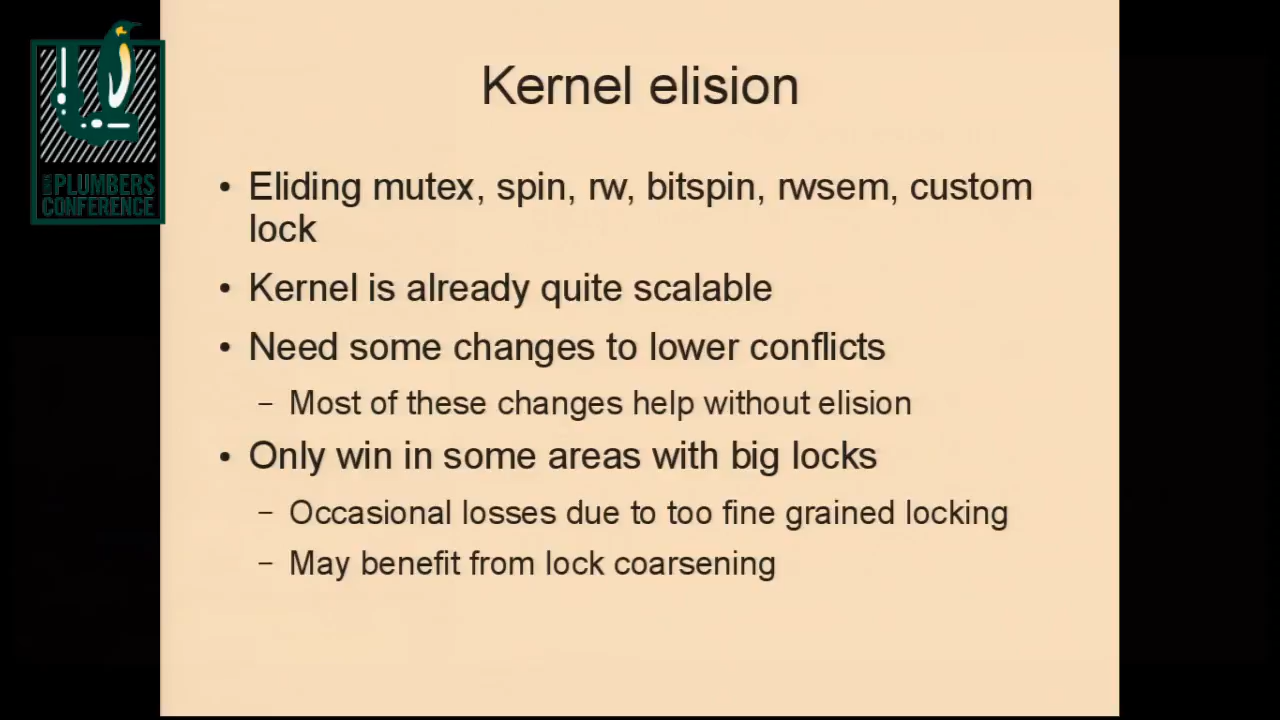 PLUMBERS
CONFERENCE
Kernel elision
• Eliding mutex, spin, rw, bitspin, rwsem, custom
lock
• Kernel is already quite scalable
• Need some changes to lower conflicts
– Most of these changes help without elision
• Only win in some areas with big locks
– Occasional losses due to too fine grained locking
– May benefit from lock coarsening